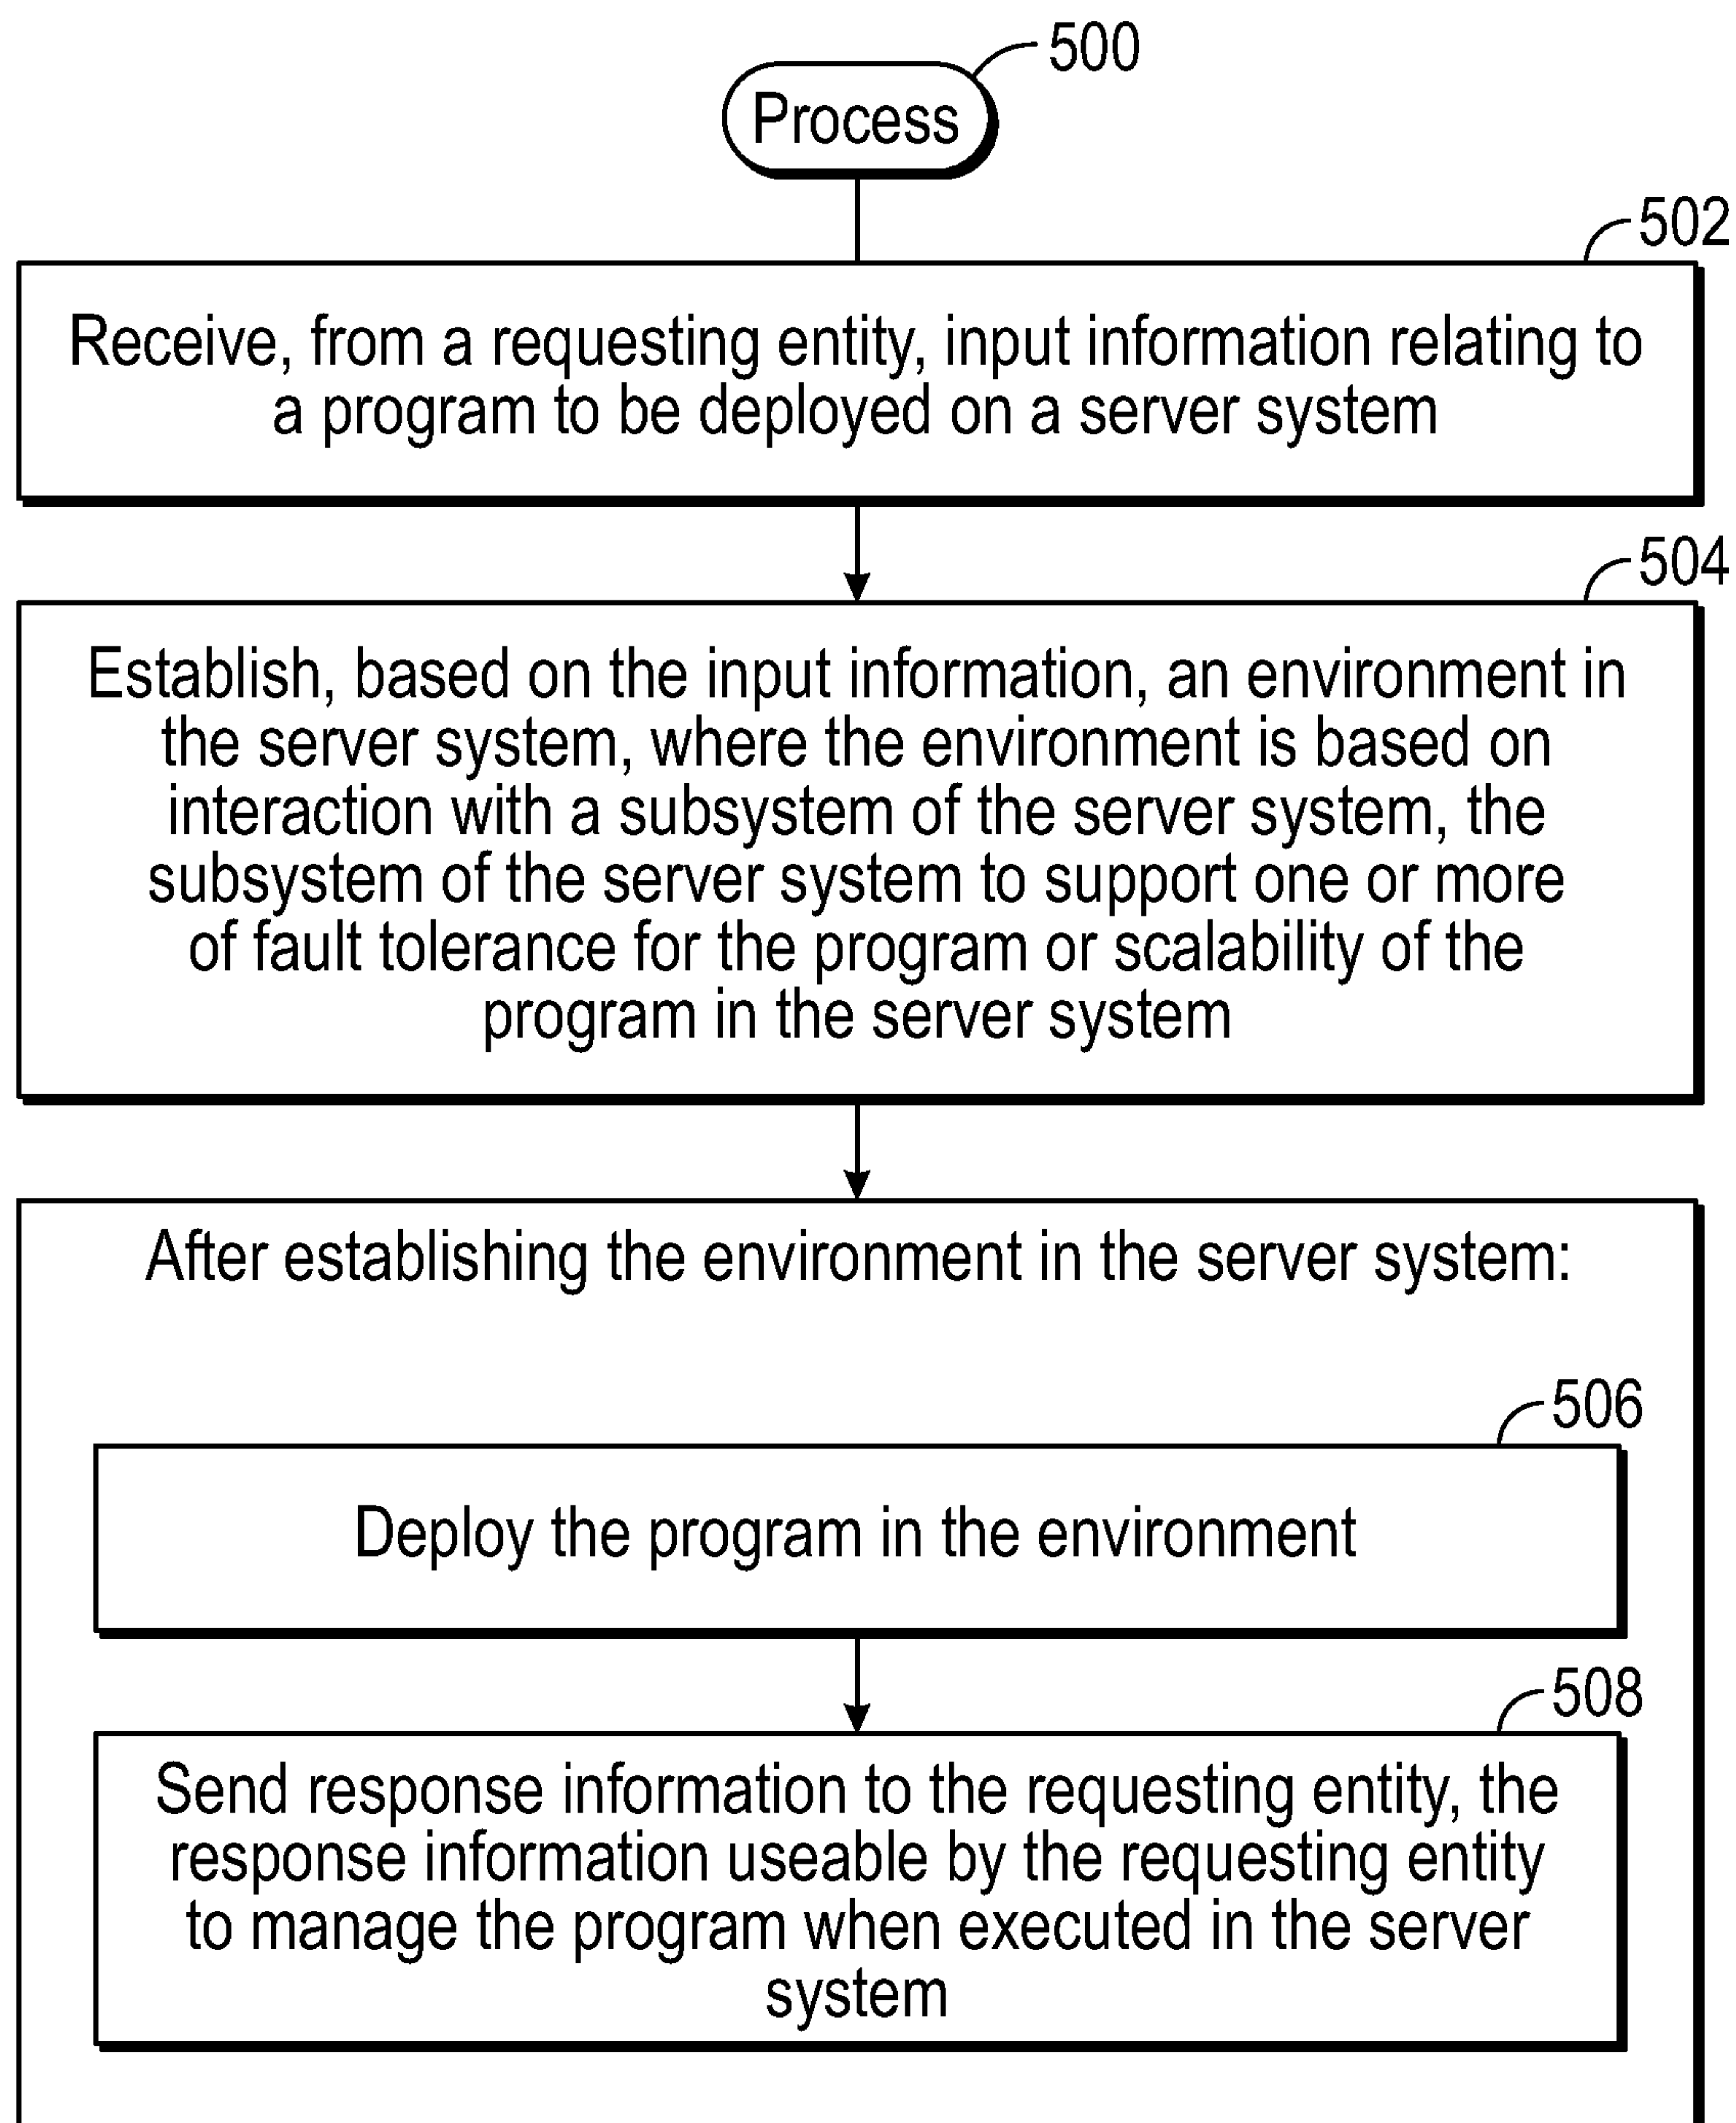 500
Process
502
Receive, from a requesting entity, input information relating to
a program to be deployed on a server system
504
Establish, based on the input information, an environment in
the server system, where the environment is based on
interaction with a subsystem of the server system, the
subsystem of the server system to support one or more
of fault tolerance for the program or scalability of the
program in the server system
After establishing the environment in the server system:
506
Deploy the program in the environment
508
Send response information to the requesting entity, the
response information useable by the requesting entity
to manage the program when executed in the server
system